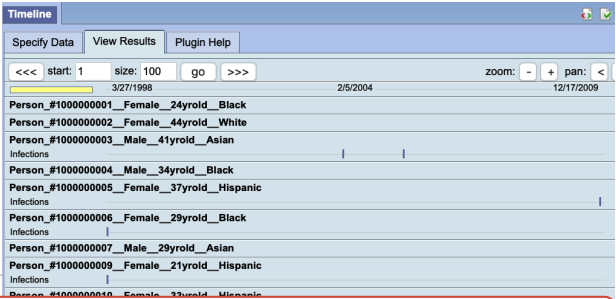 Timeline
Specify Data View Results Plugin Help
<<< start: 1 size: 100 go >>> zoom: - + pan: <
3/27/1998 2/5/2004 12/17/2009
Person_#1000000001__Female__24yrold__Black
Person_#1000000002__Female__44yrold__White
Person_#1000000003__Male__41yrold__Asian
Infections
Person_#1000000004__Male__34yrold__Black
Person_#1000000005__Female__37yrold__Hispanic
Infections
Person_#1000000006__Female__29yrold__Black
Infections
Person_#1000000007__Male__29yrold__Asian
Person_#1000000009__Female__21yrold__Hispanic
Infections
Person_#1000000010__Female__33yrold__Hispanic